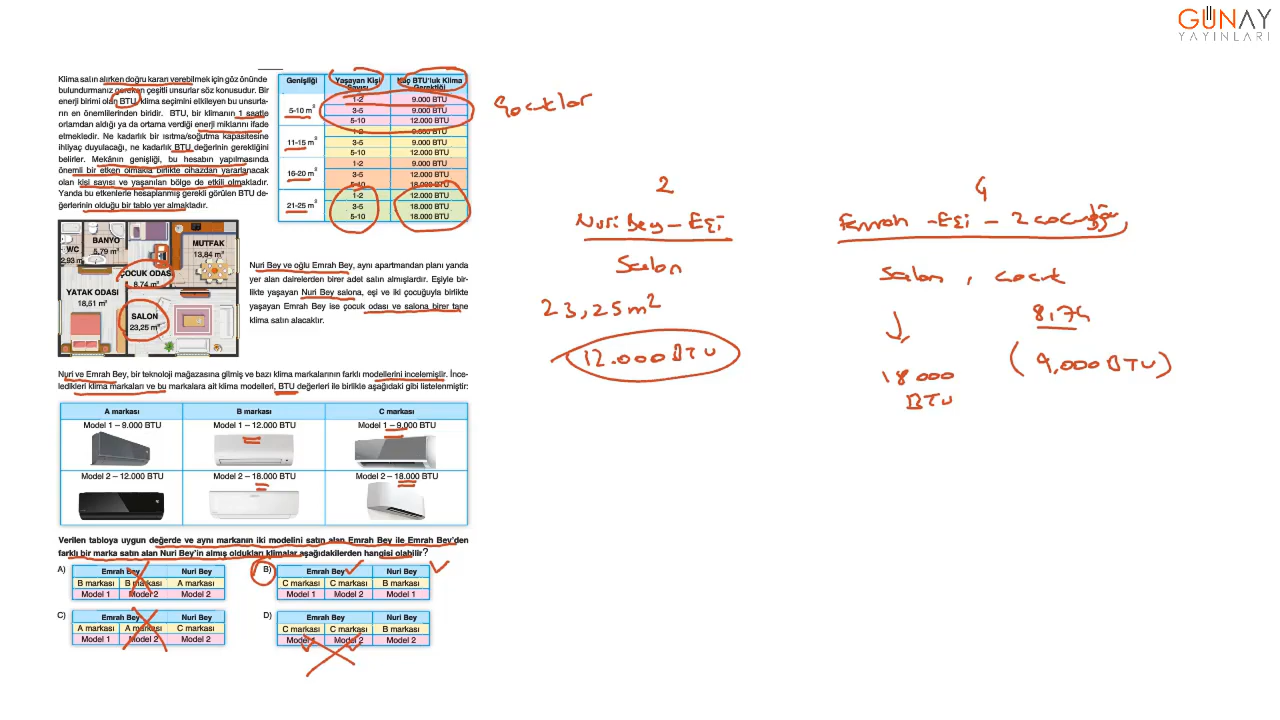 GÜNAY
YAYINLARI
Klima satın alırken doğru kararı verebilmek için göz önünde
bulundurmanız gereken çeşitli unsurlar söz konusudur. Bir
enerji birimi olan BTU, klima seçimini etkileyen bu unsurla-
rın en önemlilerinden biridir. BTU, bir klimanın 1 saatte
ortamdan aldığı ya da ortama verdiği enerji miktarını ifade
etmektedir. Ne kadarlık bir ısıtma/soğutma kapasitesine
ihtiyaç duyulacağı, ne kadarlık BTU değerinin gerektiğini
belirler. Mekânın genişliği, bu hesabın yapılmasında
önemli bir etken olmakla birlikte cihazdan yararlanacak
olan kişi sayısı ve yaşanılan bölge de etkili olmaktadır.
Yanda bu etkenlerle hesaplanmış gerekli görülen BTU de-
ğerlerinin olduğu bir tablo yer almaktadır.
Genişliği Yaşayan Kişi Sayısı Kaç BTU'luk Klima Gerektiği
5-10 m²
1-2 9.000 BTU
3-5 9.000 BTU
5-10 12.000 BTU
11-15 m²
1-2 9.000 BTU
3-5 9.000 BTU
5-10 12.000 BTU
16-20 m²
1-2 9.000 BTU
3-5 12.000 BTU
5-10 18.000 BTU
21-25 m²
1-2 12.000 BTU
3-5 18.000 BTU
5-10 18.000 BTU
Çocuklar
WC
2,93 m²
BANYO
5,79 m²
MUTFAK
13,84 m²
ÇOCUK ODASI
8,74 m²
YATAK ODASI
18,51 m²
SALON
23,25 m²
Nuri Bey ve oğlu Emrah Bey, aynı apartmandan planı yanda
yer alan dairelerden birer adet satın almışlardır. Eşiyle bir-
likte yaşayan Nuri Bey salona, eşi ve iki çocuğuyla birlikte
yaşayan Emrah Bey ise çocuk odası ve salona birer tane
klima satın alacaktır.
2
Nuri Bey – Eşi
Salon
23,25 m²
12.000 BTU
4
Emrah – Eşi – 2 çocuğu
Salon, çocuk
8,74
18000
BTU
(9,000 BTU)
Nuri ve Emrah Bey, bir teknoloji mağazasına gitmiş ve bazı klima markalarının farklı modellerini incelemiştir. İnce-
ledikleri klima markaları ve bu markalara ait klima modelleri, BTU değerleri ile birlikte aşağıdaki gibi listelenmiştir:
A markası B markası C markası
Model 1 – 9.000 BTU Model 1 – 12.000 BTU Model 1 – 9.000 BTU
Model 2 – 12.000 BTU Model 2 – 18.000 BTU Model 2 – 18.000 BTU
Verilen tabloya uygun değerde ve aynı markanın iki modelini satın alan Emrah Bey ile Emrah Bey'den
farklı bir marka satın alan Nuri Bey'in almış oldukları klimalar aşağıdakilerden hangisi olabilir?
A)
Emrah Bey Nuri Bey
B markası B markası A markası
Model 1 Model 2 Model 2
B)
Emrah Bey Nuri Bey
C markası C markası B markası
Model 1 Model 2 Model 1
C)
Emrah Bey Nuri Bey
A markası A markası C markası
Model 1 Model 2 Model 2
D)
Emrah Bey Nuri Bey
C markası C markası B markası
Model 1 Model 2 Model 2